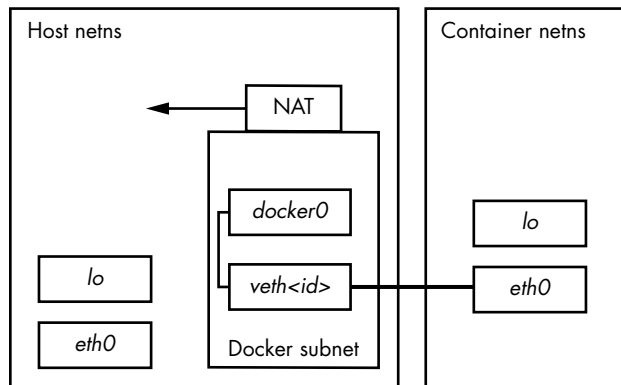 Host netns
Container netns
NAT
docker0
lo
lo
veth<id>
eth0
eth0
Docker subnet